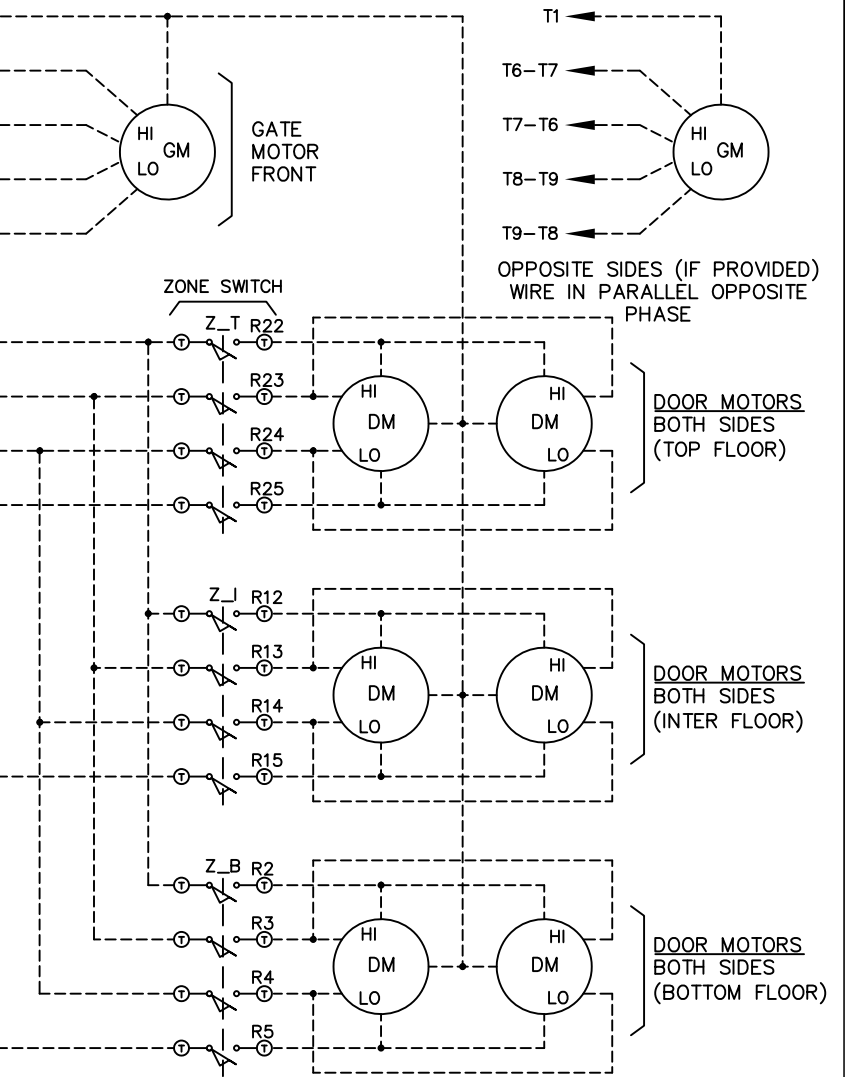 T1
T6-T7
HI
GM
LO
GATE
MOTOR
FRONT
T7-T6
HI
GM
LO
T8-T9
T9-T8
OPPOSITE SIDES (IF PROVIDED)
WIRE IN PARALLEL OPPOSITE
PHASE
ZONE SWITCH
Z_T
T
R22
T
T
R23
T
HI
DM
LO
HI
DM
LO
T
R24
T
T
R25
T
DOOR MOTORS
BOTH SIDES
(TOP FLOOR)
Z_I
T
R12
T
T
R13
T
HI
DM
LO
HI
DM
LO
T
R14
T
T
R15
T
DOOR MOTORS
BOTH SIDES
(INTER FLOOR)
Z_B
T
R2
T
T
R3
T
HI
DM
LO
HI
DM
LO
T
R4
T
T
R5
T
DOOR MOTORS
BOTH SIDES
(BOTTOM FLOOR)